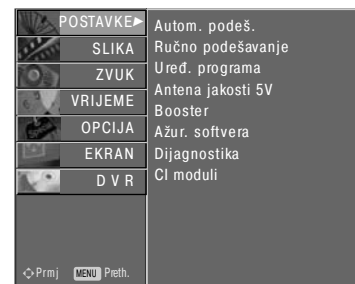 POSTAVKE
SLIKA
ZVUK
VRIJEME
OPCIJA
EKRAN
D V R
Autom. podeš.
Ručno podešavanje
Uređ. programa
Antena jakosti 5V
Booster
Ažur. softvera
Dijagnostika
CI moduli
Prmj MENU Preth.